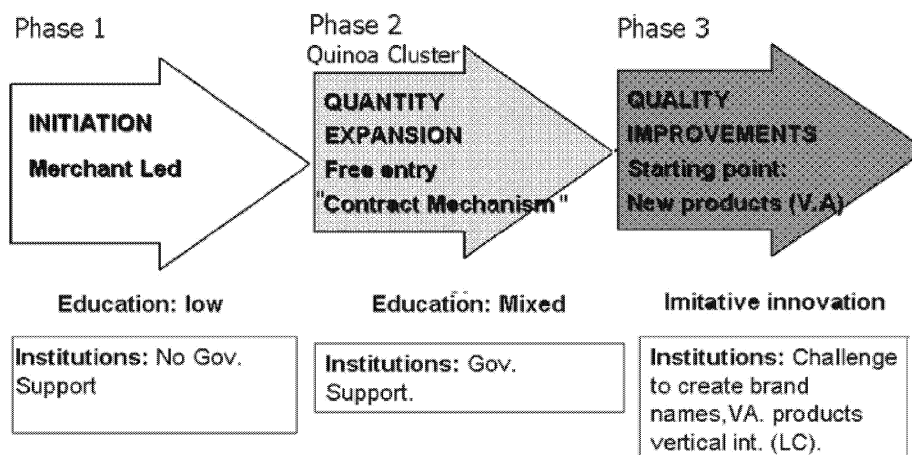 Phase 1
INITIATION
Merchant Led
Education: low
Institutions: No Gov.
Support
Phase 2
Quinoa Cluster
QUANTITY
EXPANSION
Free entry
"Contract Mechanism"
Education: Mixed
Institutions: Gov.
Support.
Phase 3
QUALITY
IMPROVEMENTS
Starting point:
New products (V.A)
Imitative innovation
Institutions: Challenge
to create brand
names,VA. products
vertical int. (LC).